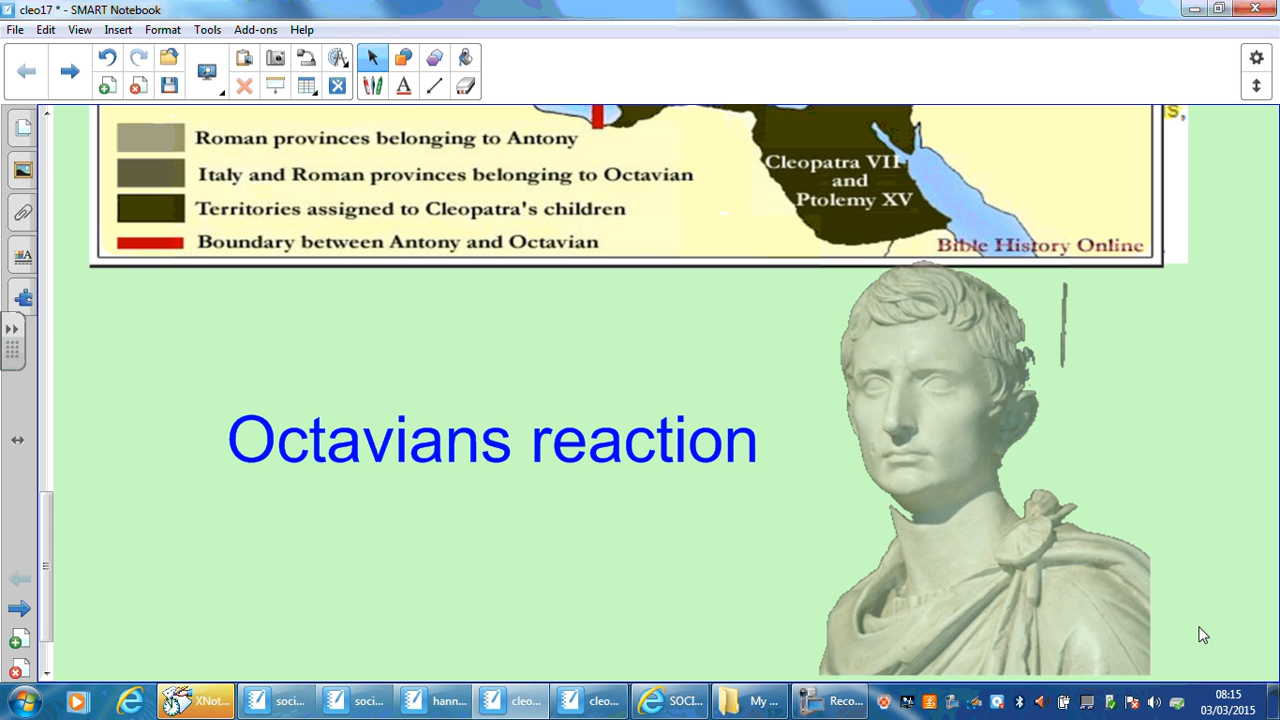 cleo17 * - SMART Notebook
File Edit View Insert Format Tools Add-ons Help
s,
Roman provinces belonging to Antony
Italy and Roman provinces belonging to Octavian
Territories assigned to Cleopatra's children
Boundary between Antony and Octavian
Cleopatra VII
and
Ptolemy XV
Bible History Online
Octavians reaction
XNot... soci... soci... hann... cleo... cleo... SOCI... My ... Reco...
08:15
03/03/2015